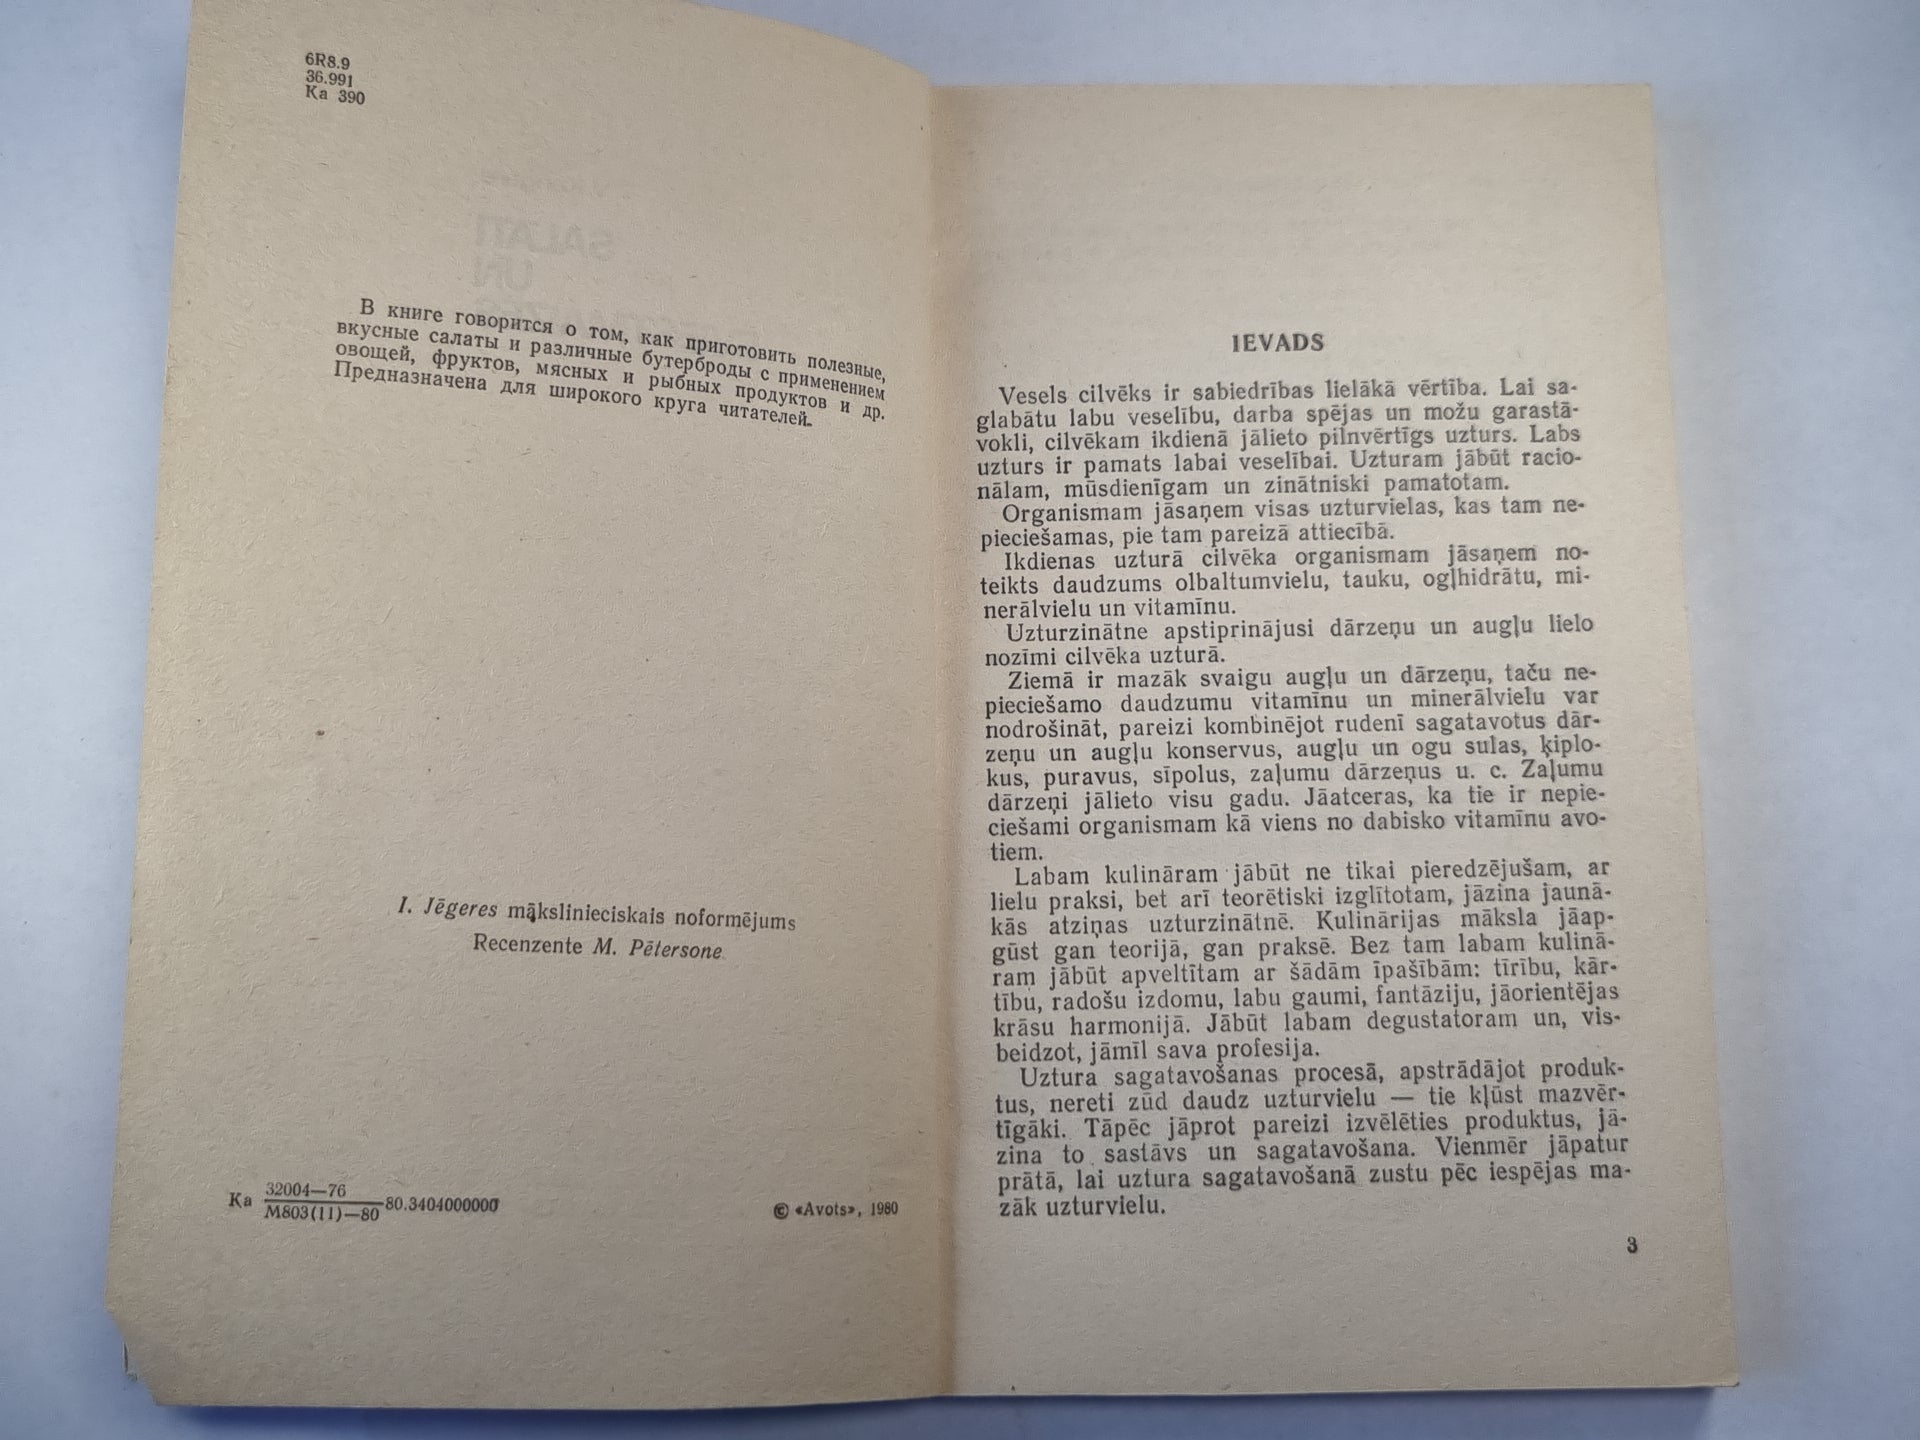 6R8.9
36.991
Ka 390
SALĀTI
UN
В книге говорится о том, как приготовить полезные,
вкусные салаты и различные бутерброды с применением
овощей, фруктов, мясных и рыбных продуктов и др.
Предназначена для широкого круга читателей.
I. Jēgeres mākslinieciskais noformējums
Recenzente M. Pētersone
Ka 32004—76
M803(11)—80 80.3404000000
© «Avots», 1980
IEVADS
Vesels cilvēks ir sabiedrības lielākā vērtība. Lai sa-
glabātu labu veselību, darba spējas un možu garastā-
vokli, cilvēkam ikdienā jālieto pilnvērtīgs uzturs. Labs
uzturs ir pamats labai veselībai. Uzturam jābūt racio-
nālam, mūsdienīgam un zinātniski pamatotam.
Organismam jāsaņem visas uzturvielas, kas tam ne-
pieciešamas, pie tam pareizā attiecībā.
Ikdienas uzturā cilvēka organismam jāsaņem no-
teikts daudzums olbaltumvielu, tauku, ogļhidrātu, mi-
nerālvielu un vitamīnu.
Uzturzinātne apstiprinājusi dārzeņu un augļu lielo
nozīmi cilvēka uzturā.
Ziemā ir mazāk svaigu augļu un dārzeņu, taču ne-
pieciešamo daudzumu vitamīnu un minerālvielu var
nodrošināt, pareizi kombinējot rudenī sagatavotus dār-
zeņu un augļu konservus, augļu un ogu sulas, ķiplo-
kus, puravus, sīpolus, zaļumu dārzeņus u. c. Zaļumu
dārzeņi jālieto visu gadu. Jāatceras, ka tie ir nepie-
ciešami organismam kā viens no dabisko vitamīnu avo-
tiem.
Labam kulināram jābūt ne tikai pieredzējušam, ar
lielu praksi, bet arī teorētiski izglītotam, jāzina jaunā-
kās atziņas uzturzinātnē. Kulinārijas māksla jāap-
gūst gan teorijā, gan praksē. Bez tam labam kulinā-
ram jābūt apveltītam ar šādām īpašībām: tīrību, kār-
tību, radošu izdomu, labu gaumi, fantāziju, jāorientējas
krāsu harmonijā. Jābūt labam degustatoram un, vis-
beidzot, jāmīl sava profesija.
Uztura sagatavošanas procesā, apstrādājot produk-
tus, nereti zūd daudz uzturvielu — tie kļūst mazvēr-
tīgāki. Tāpēc jāprot pareizi izvēlēties produktus, jā-
zina to sastāvs un sagatavošana. Vienmēr jāpatur
prātā, lai uztura sagatavošanā zustu pēc iespējas ma-
zāk uzturvielu.
3